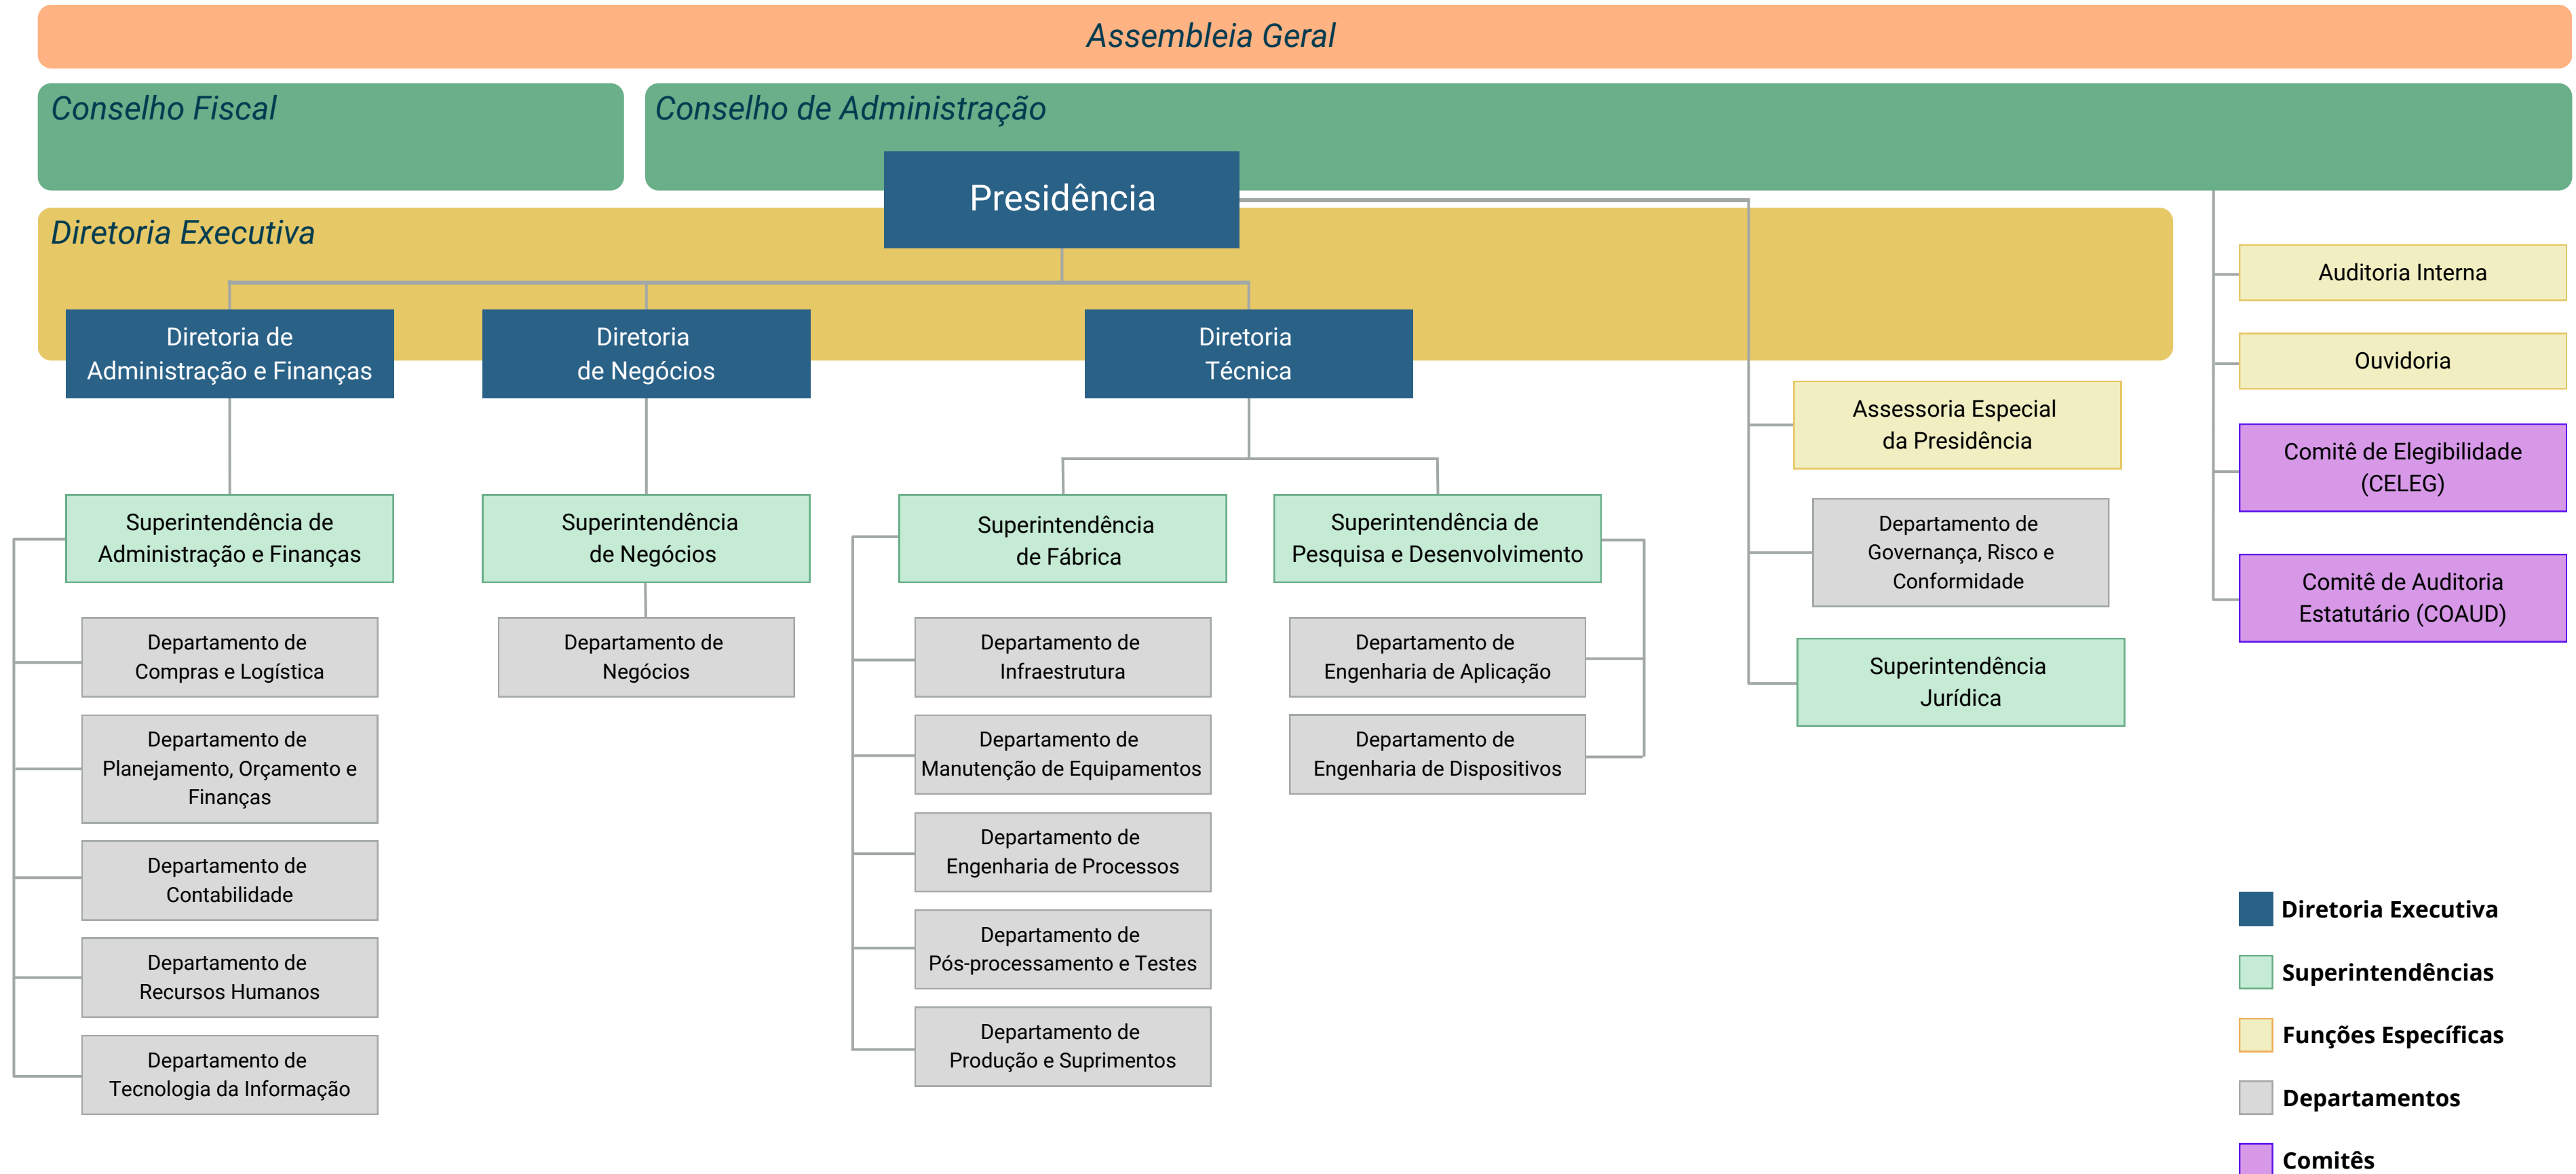 Assembleia Geral
Conselho Fiscal
Conselho de Administração
Presidência
Diretoria Executiva
Diretoria de
Administração e Finanças
Diretoria
de Negócios
Diretoria
Técnica
Superintendência de
Administração e Finanças
Departamento de
Compras e Logística
Departamento de
Planejamento, Orçamento e
Finanças
Departamento de
Contabilidade
Departamento de
Recursos Humanos
Departamento de
Tecnologia da Informação
Superintendência
de Negócios
Departamento de
Negócios
Superintendência
de Fábrica
Departamento de
Infraestrutura
Departamento de
Manutenção de Equipamentos
Departamento de
Engenharia de Processos
Departamento de
Pós-processamento e Testes
Departamento de
Produção e Suprimentos
Superintendência de
Pesquisa e Desenvolvimento
Departamento de
Engenharia de Aplicação
Departamento de
Engenharia de Dispositivos
Assessoria Especial
da Presidência
Departamento de
Governança, Risco e
Conformidade
Superintendência
Jurídica
Auditoria Interna
Ouvidoria
Comitê de Elegibilidade
(CELEG)
Comitê de Auditoria
Estatutário (COAUD)
Diretoria Executiva
Superintendências
Funções Específicas
Departamentos
Comitês